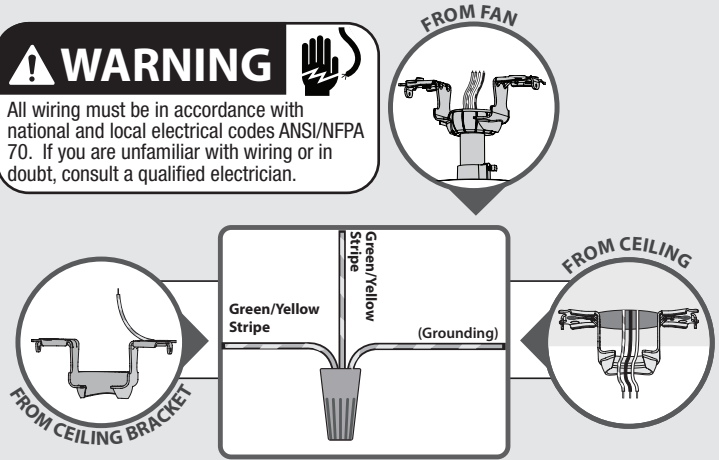 FROM FAN
WARNING
All wiring must be in accordance with
national and local electrical codes ANSI/NFPA
70. If you are unfamiliar with wiring or in
doubt, consult a qualified electrician.
Green/Yellow
Stripe
Green/Yellow
Stripe
(Grounding)
FROM CEILING BRACKET
FROM CEILING